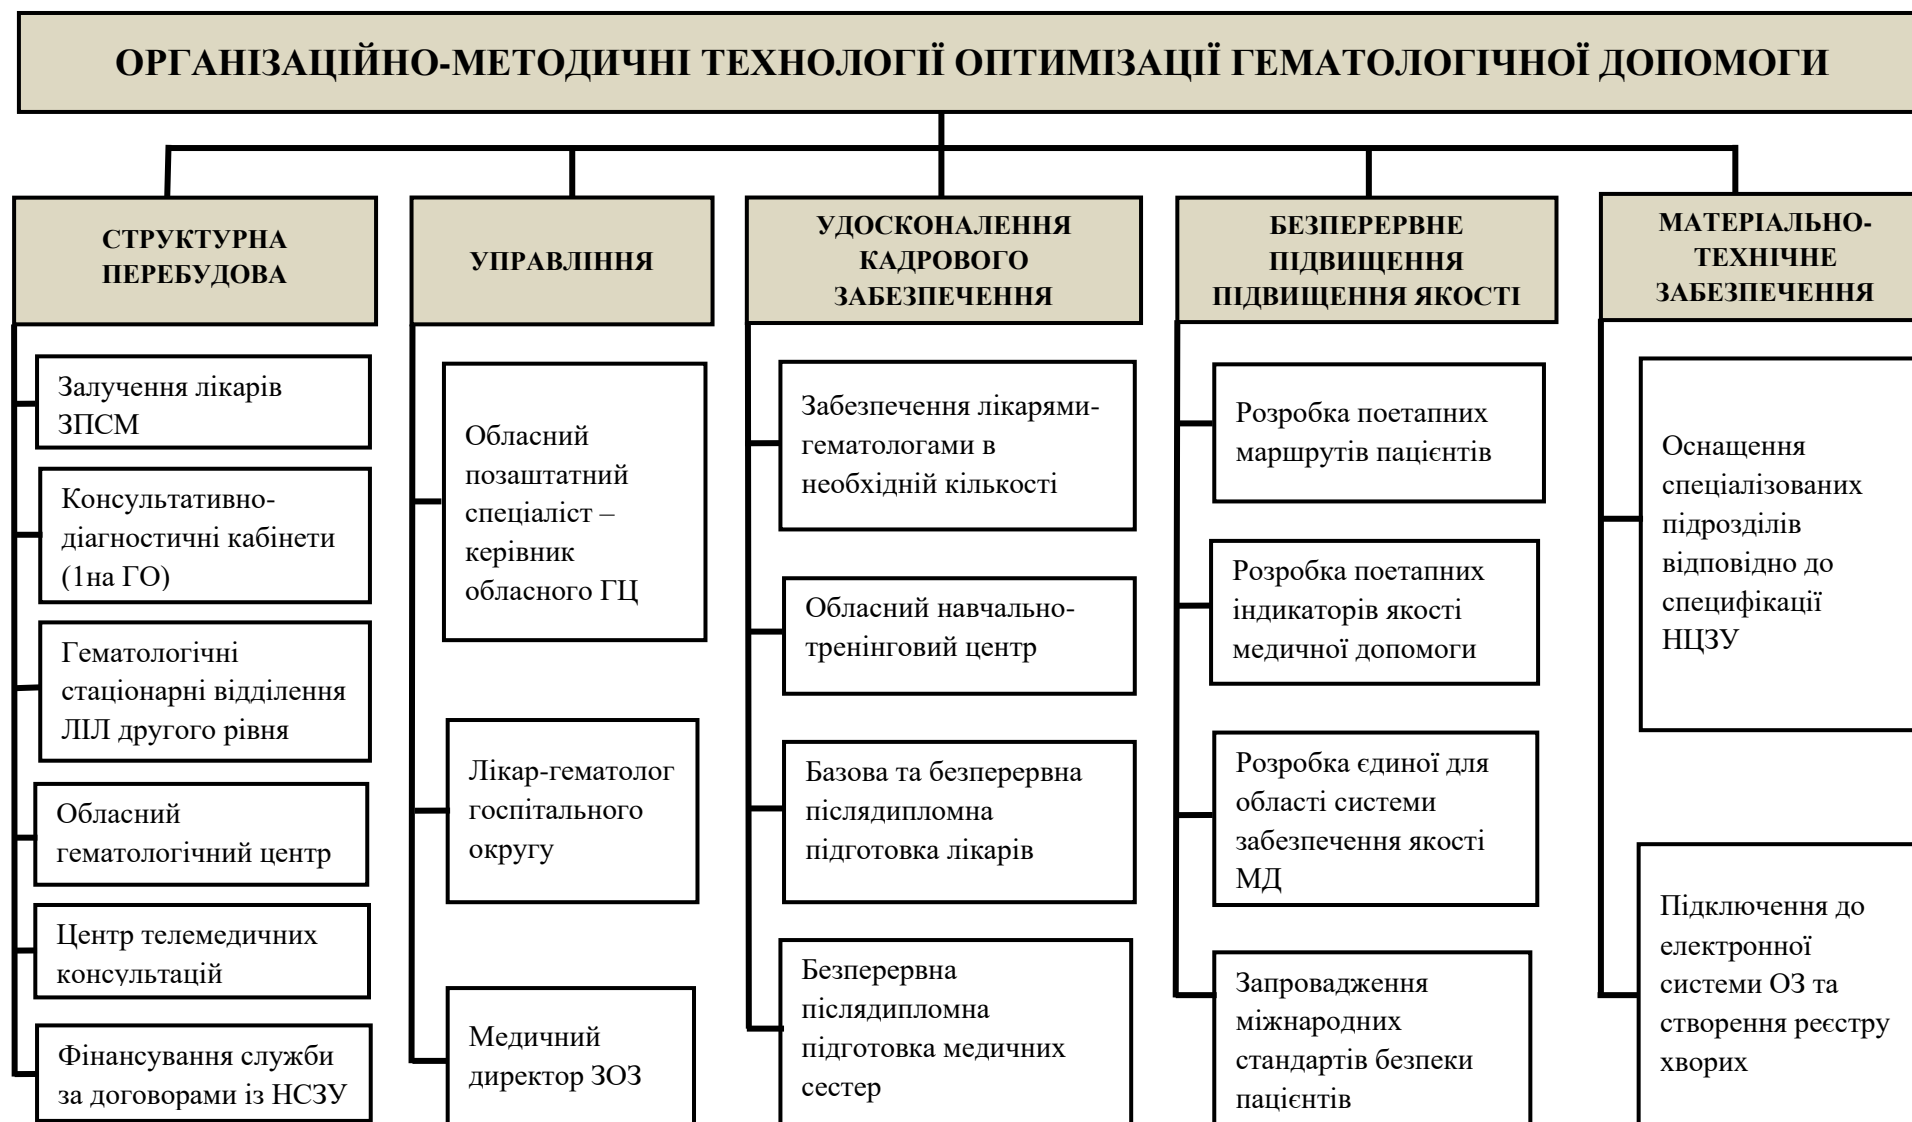 ОРГАНІЗАЦІЙНО-МЕТОДИЧНІ ТЕХНОЛОГІЇ ОПТИМІЗАЦІЇ ГЕМАТОЛОГІЧНОЇ ДОПОМОГИ
СТРУКТУРНА
ПЕРЕБУДОВА
Залучення лікарів
ЗПСМ
Консультативно-
діагностичні кабінети
(1на ГО)
Гематологічні
стаціонарні відділення
ЛІЛ другого рівня
Обласний
гематологічний центр
Центр телемедичних
консультацій
Фінансування служби
за договорами із НСЗУ
УПРАВЛІННЯ
Обласний
позаштатний
спеціаліст –
керівник
обласного ГЦ
Лікар-гематолог
госпітального
округу
Медичний
директор ЗОЗ
УДОСКОНАЛЕННЯ
КАДРОВОГО
ЗАБЕЗПЕЧЕННЯ
Забезпечення лікарями-
гематологами в
необхідній кількості
Обласний навчально-
тренінговий центр
Базова та безперервна
післядипломна
підготовка лікарів
Безперервна
післядипломна
підготовка медичних
сестер
БЕЗПЕРЕРВНЕ
ПІДВИЩЕННЯ
ПІДВИЩЕННЯ ЯКОСТІ
Розробка поетапних
маршрутів пацієнтів
Розробка поетапних
індикаторів якості
медичної допомоги
Розробка єдиної для
області системи
забезпечення якості
МД
Запровадження
міжнародних
стандартів безпеки
пацієнтів
МАТЕРІАЛЬНО-
ТЕХНІЧНЕ
ЗАБЕЗПЕЧЕННЯ
Оснащення
спеціалізованих
підрозділів
відповідно до
специфікації
НЦЗУ
Підключення до
електронної
системи ОЗ та
створення реєстру
хворих